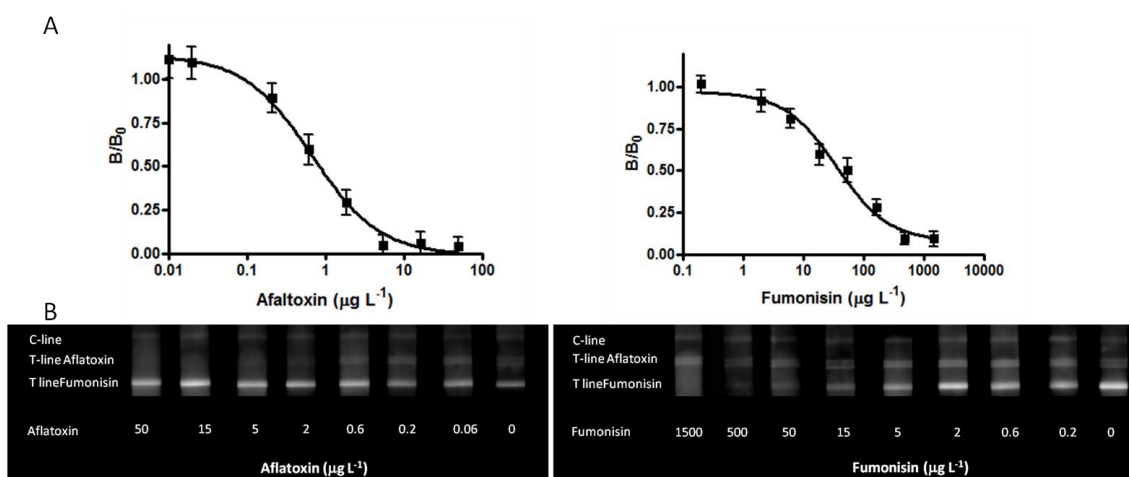 A
B/B0
1.00
0.75
0.50
0.25
0.00
0.01 0.1 1 10 100
Afaltoxin (µg L-1)
B/B0
1.00
0.75
0.50
0.25
0.00
0.1 1 10 100 1000 10000
Fumonisin (µg L-1)
B
C-line
T-line Aflatoxin
T lineFumonisin
Aflatoxin 50 15 5 2 0.6 0.2 0.06 0
Aflatoxin (µg L-1)
C-line
T-line Aflatoxin
T lineFumonisin
Fumonisin 1500 500 50 15 5 2 0.6 0.2 0
Fumonisin (µg L-1)